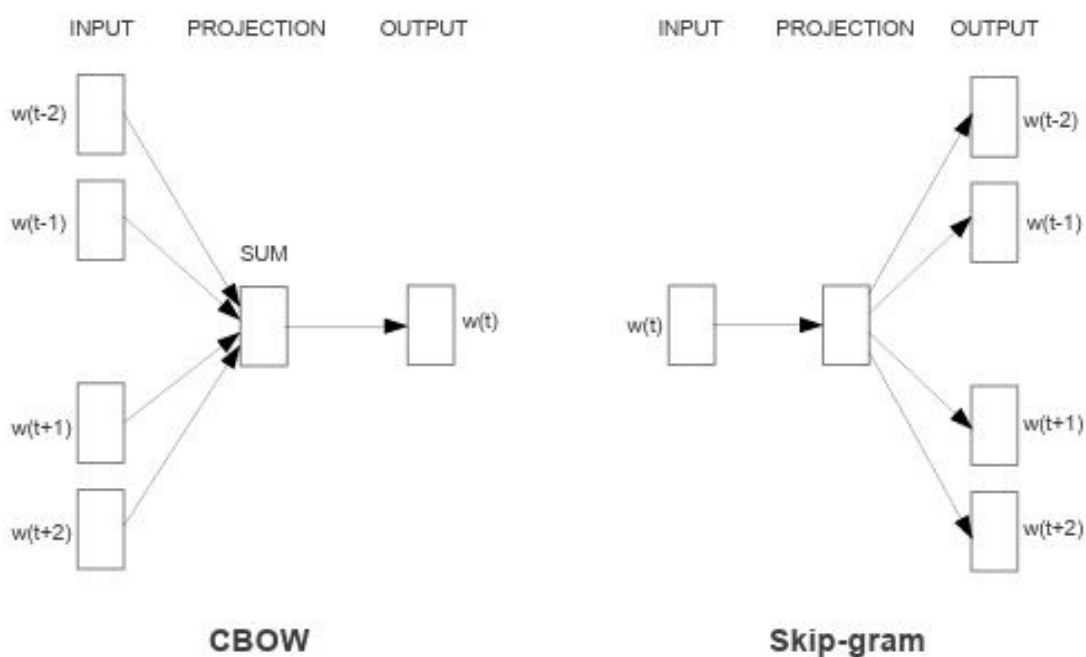 INPUT PROJECTION OUTPUT
w(t-2)
w(t-1)
SUM
w(t)
w(t+1)
w(t+2)
CBOW
INPUT PROJECTION OUTPUT
w(t-2)
w(t-1)
w(t)
w(t+1)
w(t+2)
Skip-gram